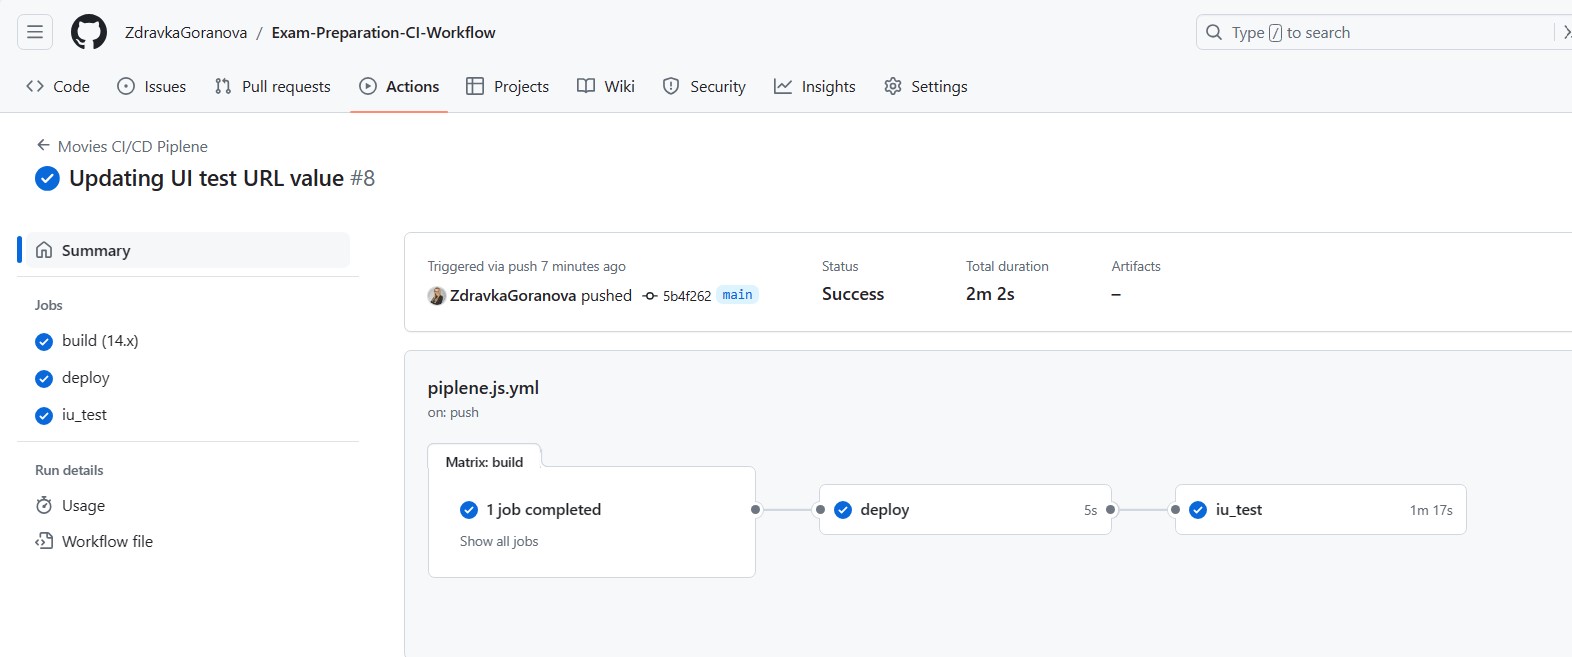 ZdravkaGoranova / Exam-Preparation-CI-Workflow
Type / to search
Code Issues Pull requests Actions Projects Wiki Security Insights Settings
Movies CI/CD Piplene
Updating UI test URL value #8
Summary
Jobs
build (14.x)
deploy
iu_test
Run details
Usage
Workflow file
Triggered via push 7 minutes ago
ZdravkaGoranova pushed 5b4f262 main
Status
Success
Total duration
2m 2s
Artifacts
–
piplene.js.yml
on: push
Matrix: build
1 job completed
Show all jobs
deploy 5s
iu_test 1m 17s